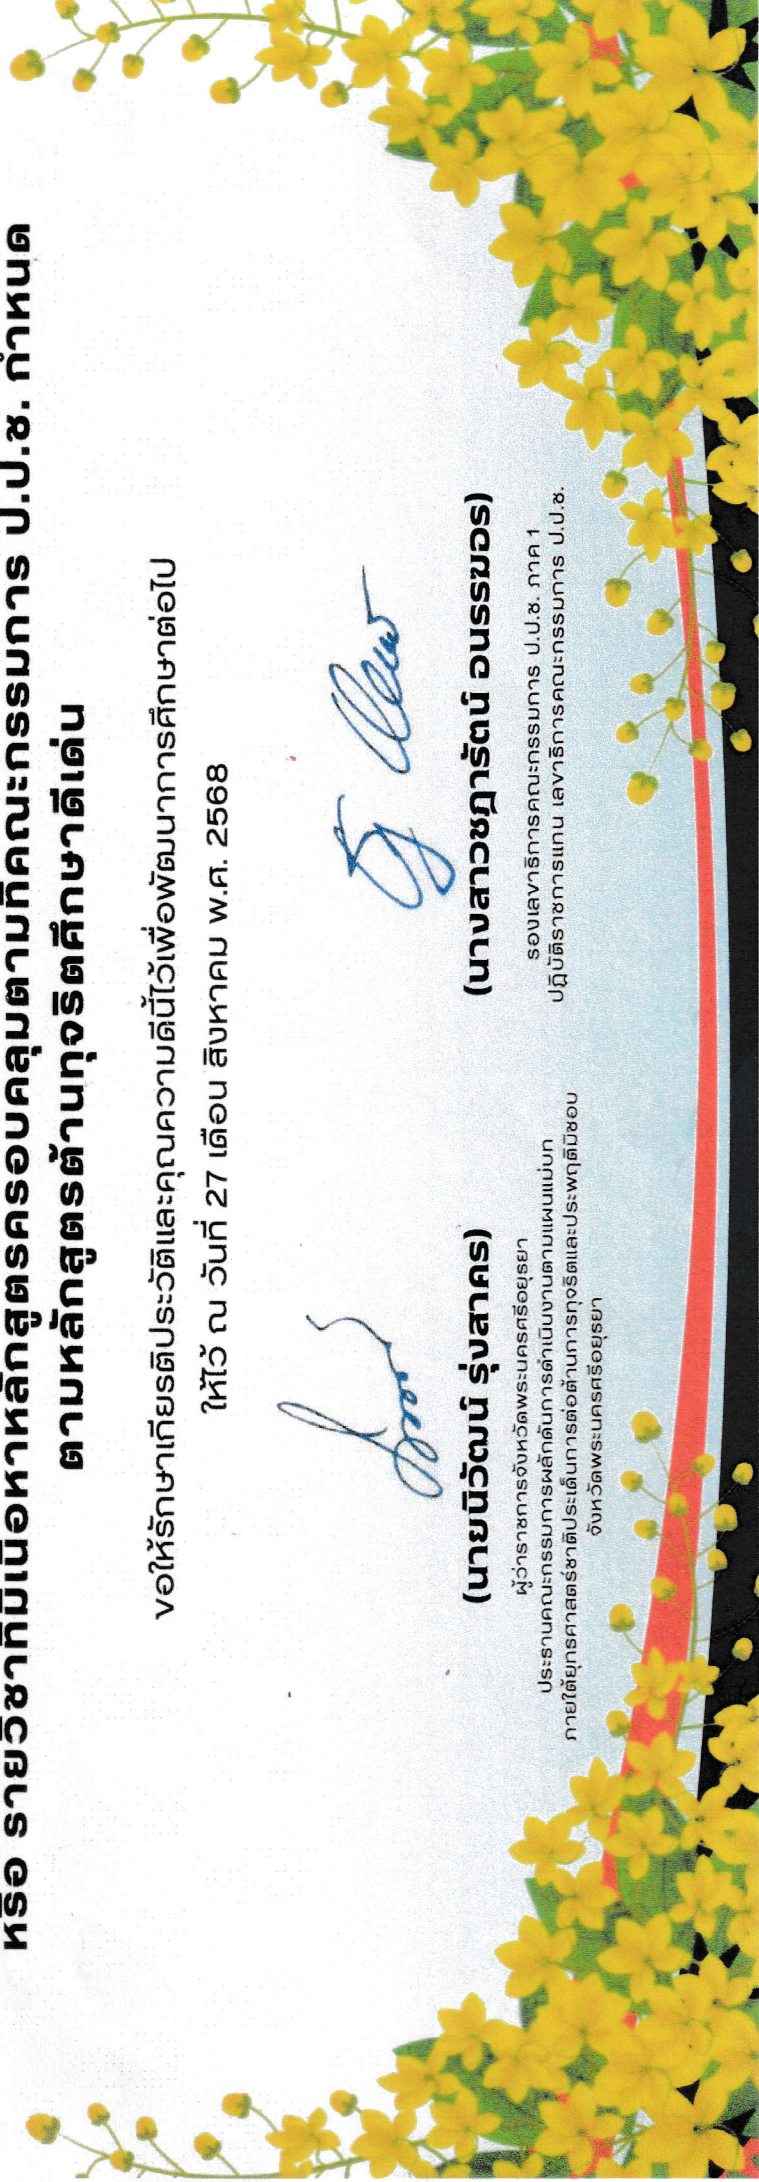 หรือ รายวิชาที่มีเนื้อหาหลักสูตรครอบคลุมตามที่คณะกรรมการ ป.ป.ช. กำหนด
ตามหลักสูตรต้านทุจริตศึกษาดีเด่น
ขอให้รักษาเกียรติประวัติและคุณความดีนี้ไว้เพื่อพัฒนาการศึกษาต่อไป
ให้ไว้ ณ วันที่ 27 เดือน สิงหาคม พ.ศ. 2568
(นายนิวัฒน์ รุ่งสาคร)
ผู้ว่าราชการจังหวัดพระนครศรีอยุธยา
ประธานคณะกรรมการผลักดันการดำเนินงานตามแผนแม่บท
ภายใต้ยุทธศาสตร์ชาติประเด็นการต่อต้านการทุจริตและประพฤติมิชอบ
จังหวัดพระนครศรีอยุธยา
(นางสาวชฎารัตน์ อนรรฆอร)
รองเลขาธิการคณะกรรมการ ป.ป.ช. ภาค 1
ปฏิบัติราชการแทน เลขาธิการคณะกรรมการ ป.ป.ช.